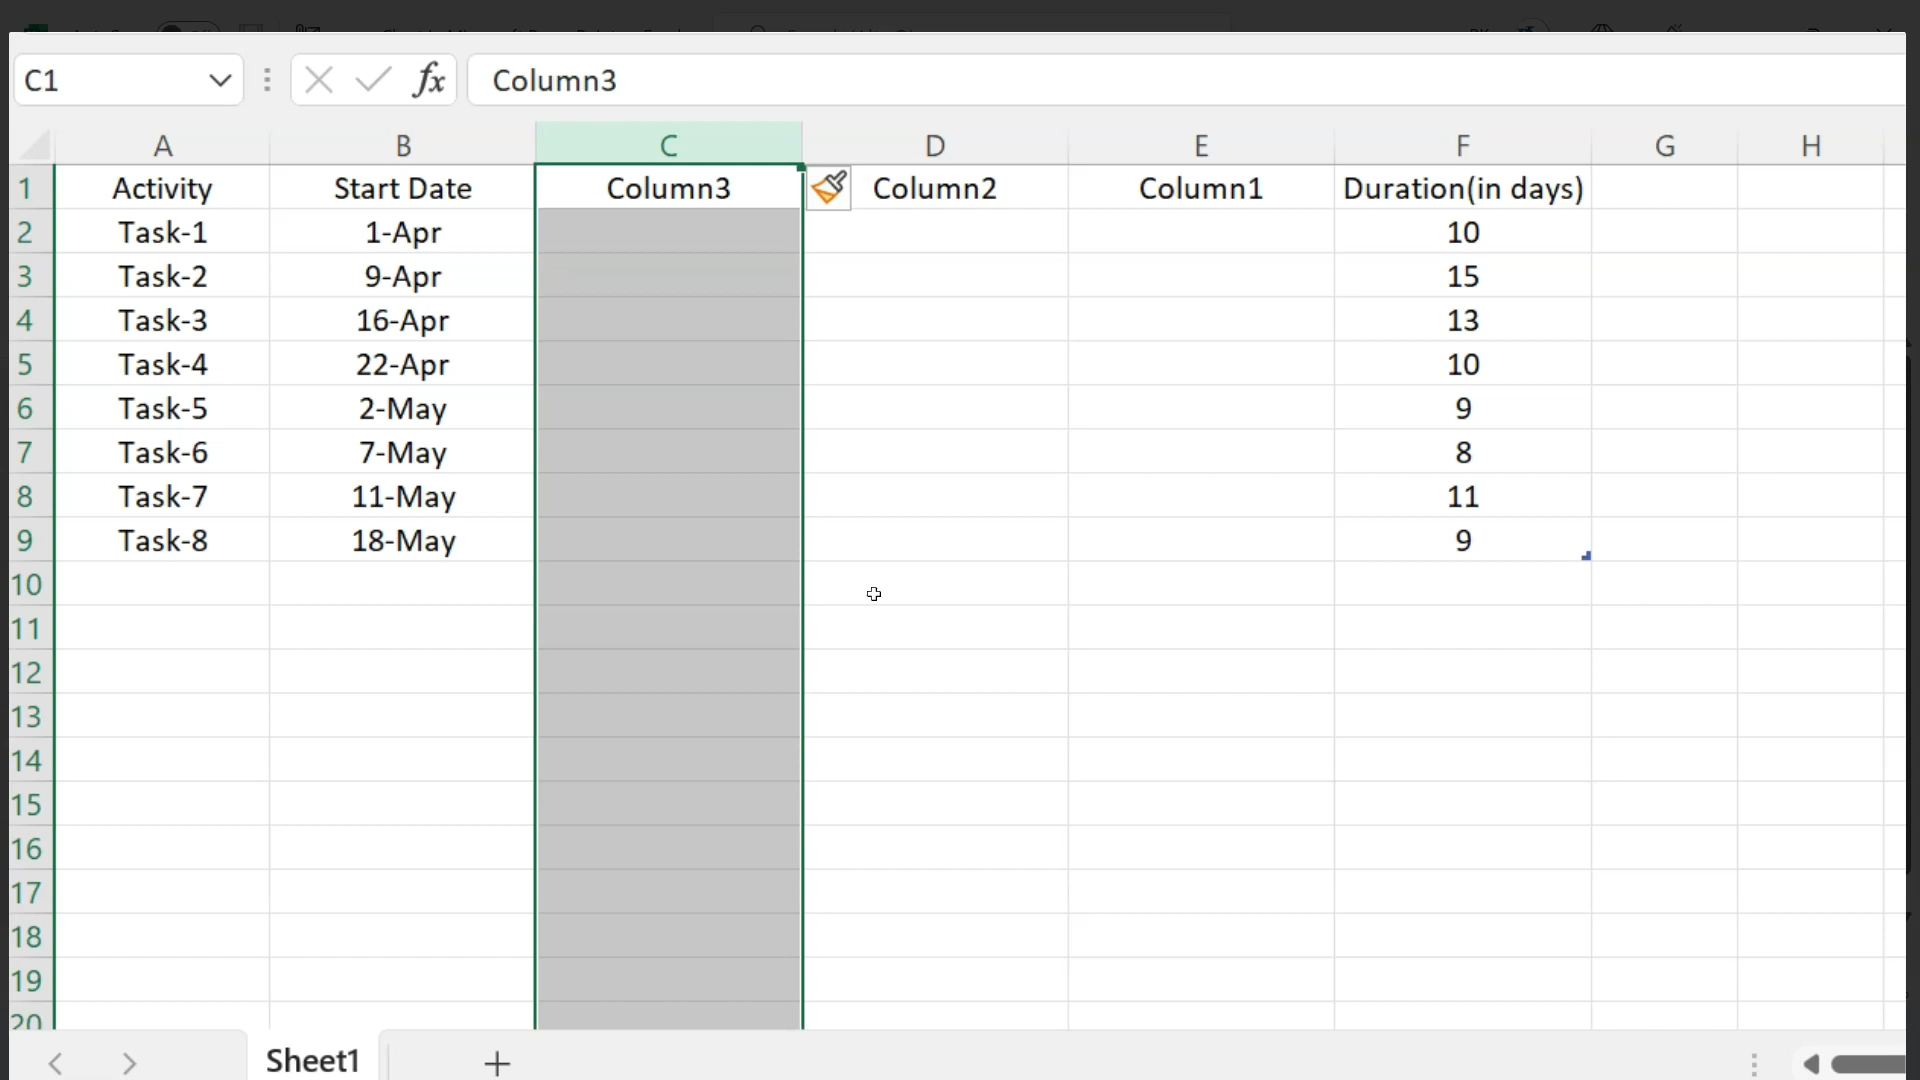 C1 fx Column3
A B C D E F G H
1 Activity Start Date Column3 Column2 Column1 Duration(in days)
2 Task-1 1-Apr 10
3 Task-2 9-Apr 15
4 Task-3 16-Apr 13
5 Task-4 22-Apr 10
6 Task-5 2-May 9
7 Task-6 7-May 8
8 Task-7 11-May 11
9 Task-8 18-May 9
10
11
12
13
14
15
16
17
18
19
20
Sheet1